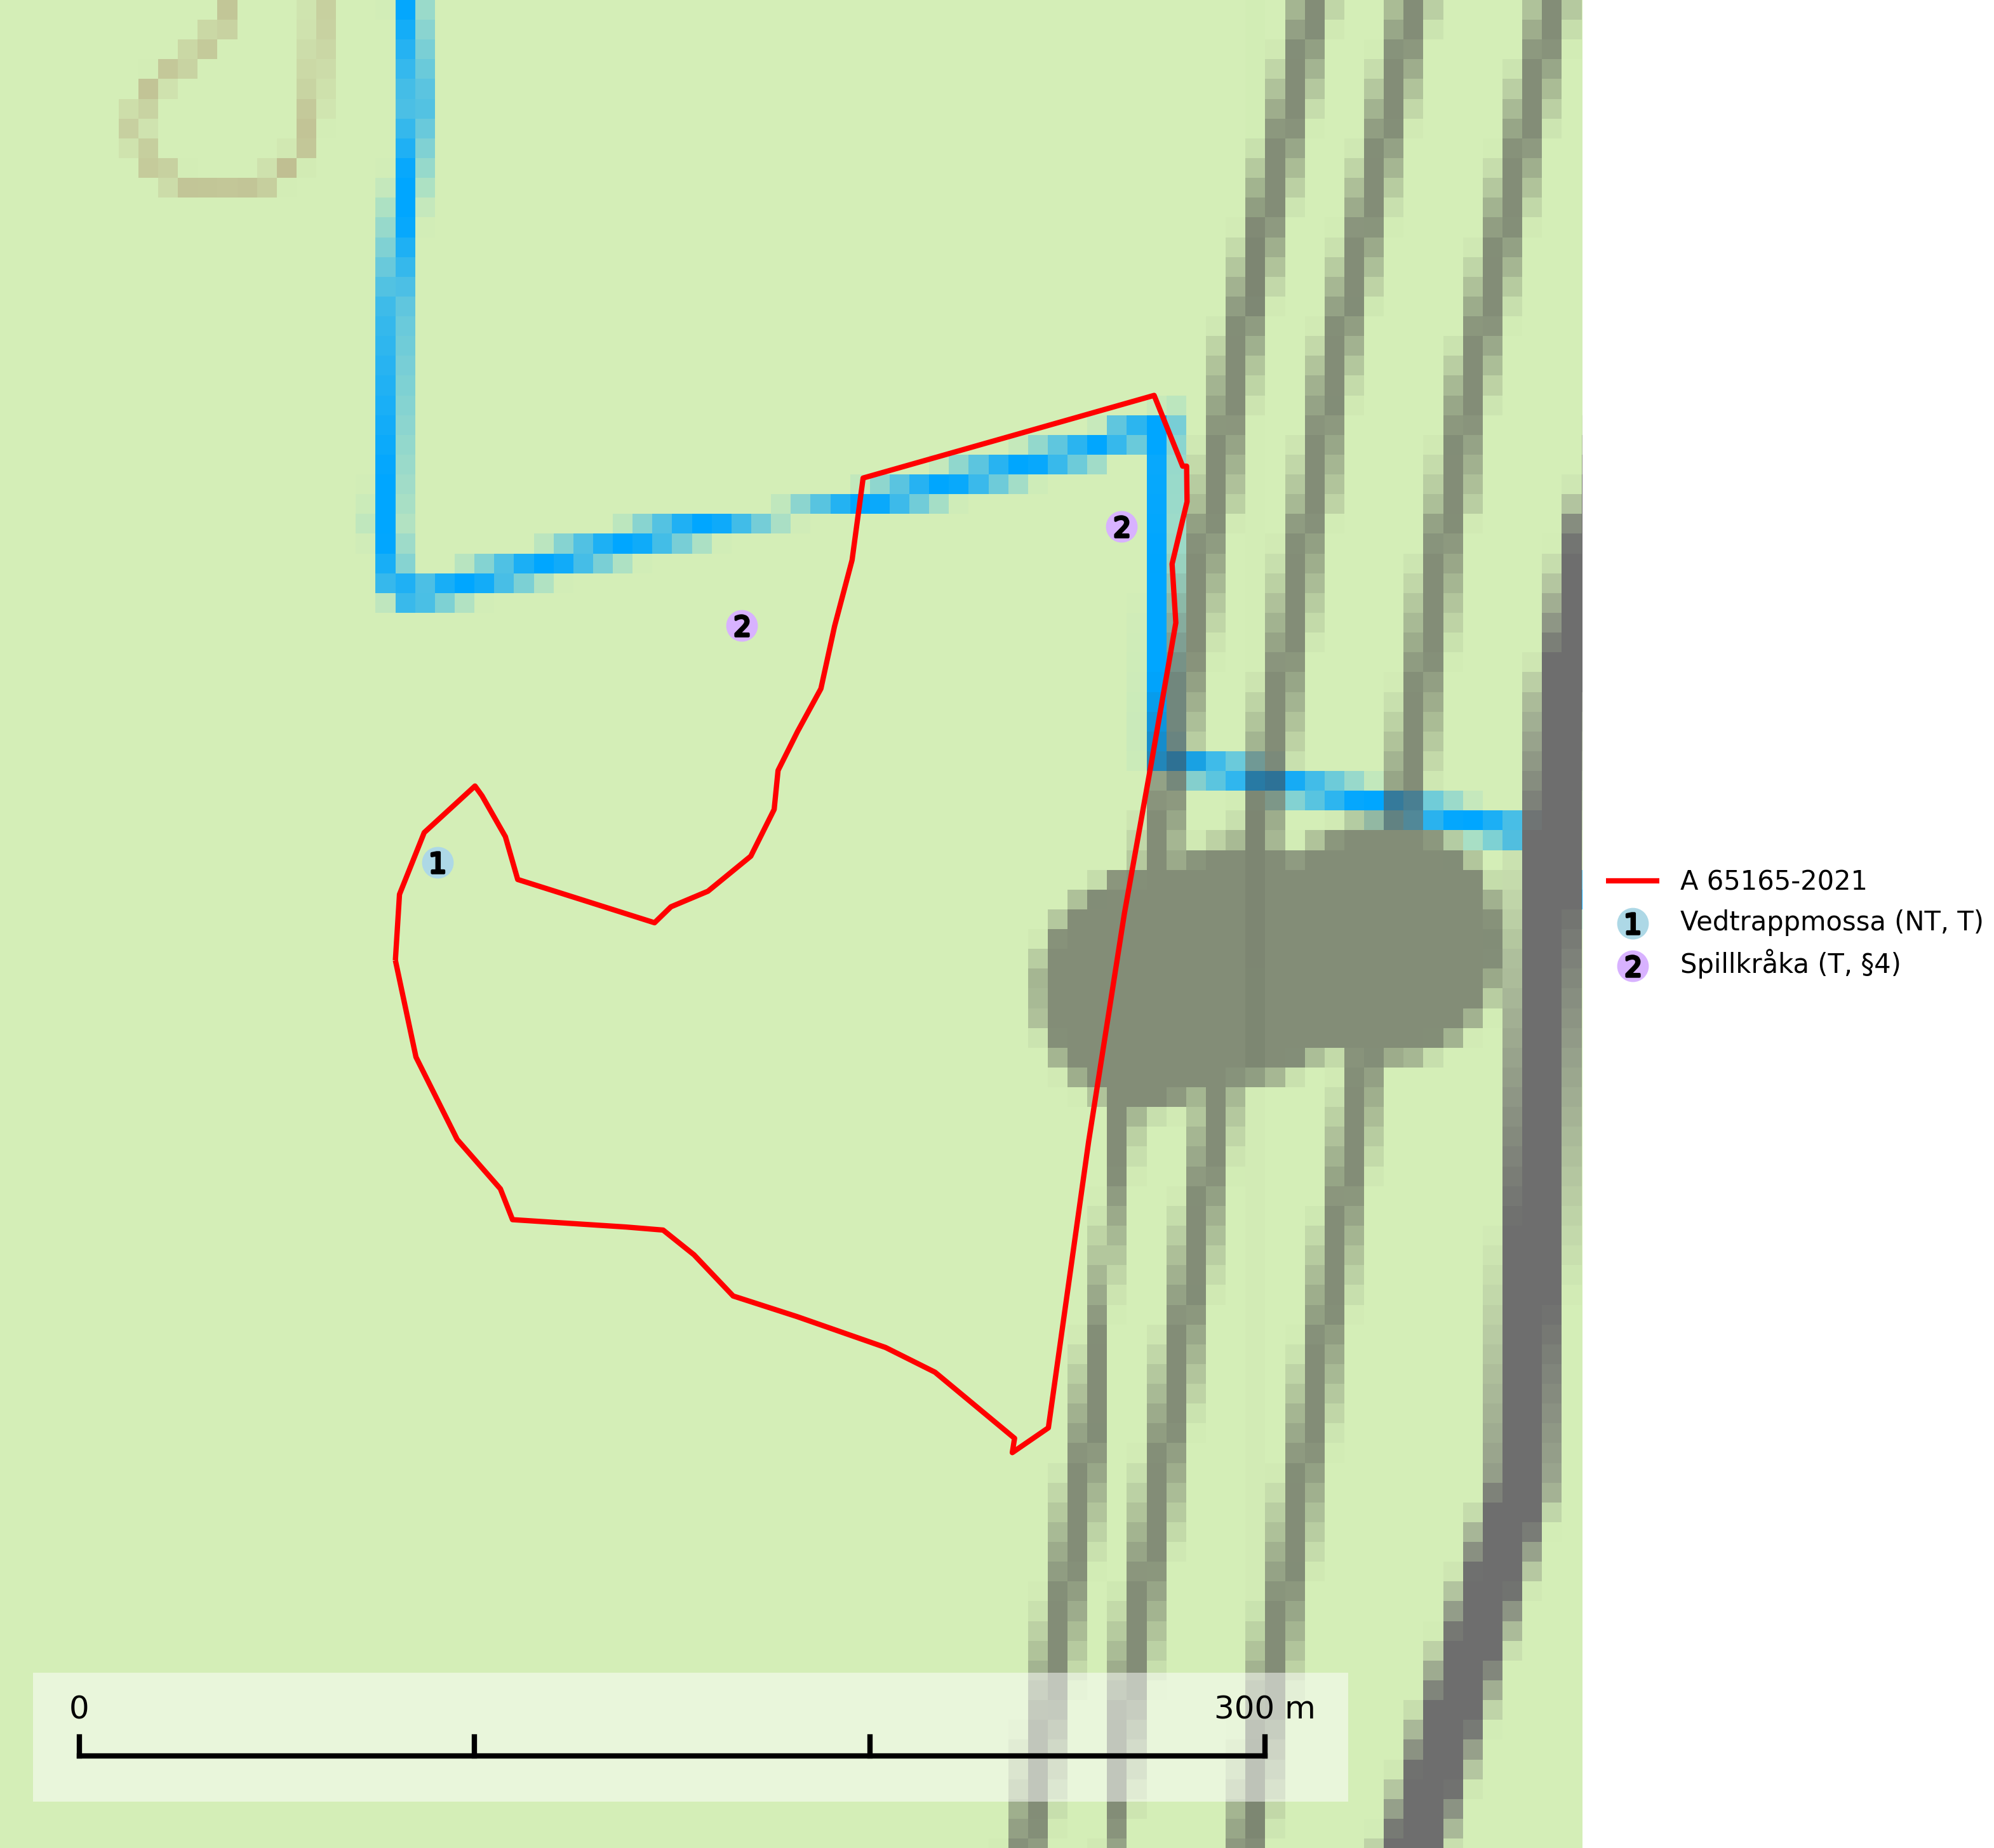 2
2
1
A 65165-2021
1 Vedtrappmossa (NT, T)
2 Spillkråka (T, §4)
0 300 m